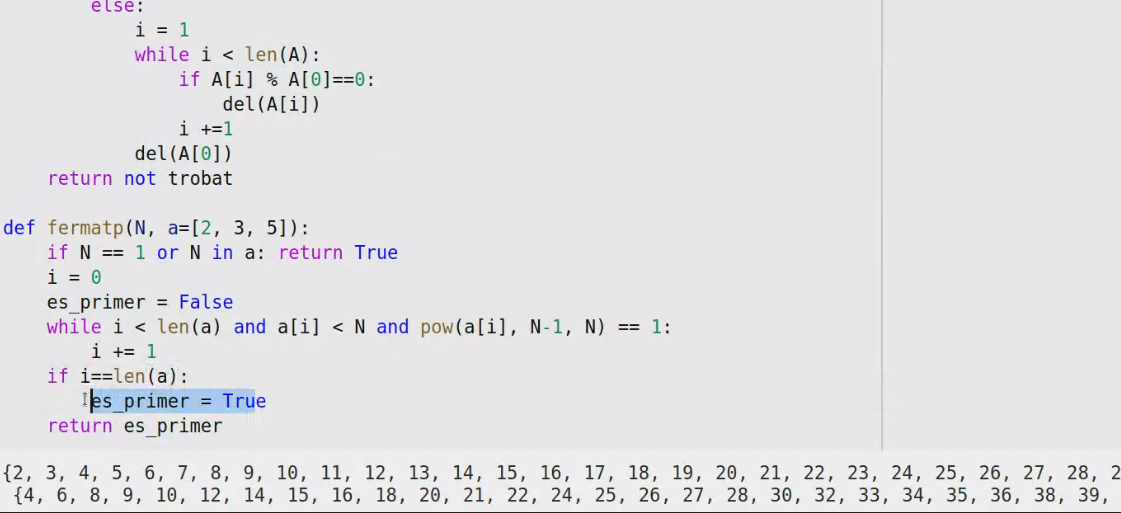 else:
i = 1
while i < len(A):
if A[i] % A[0]==0:
del(A[i])
i +=1
del(A[0])
return not trobat
def fermatp(N, a=[2, 3, 5]):
if N == 1 or N in a: return True
i = 0
es_primer = False
while i < len(a) and a[i] < N and pow(a[i], N-1, N) == 1:
i += 1
if i==len(a):
es_primer = True
return es_primer
{2, 3, 4, 5, 6, 7, 8, 9, 10, 11, 12, 13, 14, 15, 16, 17, 18, 19, 20, 21, 22, 23, 24, 25, 26, 27, 28, 2
{4, 6, 8, 9, 10, 12, 14, 15, 16, 18, 20, 21, 22, 24, 25, 26, 27, 28, 30, 32, 33, 34, 35, 36, 38, 39,